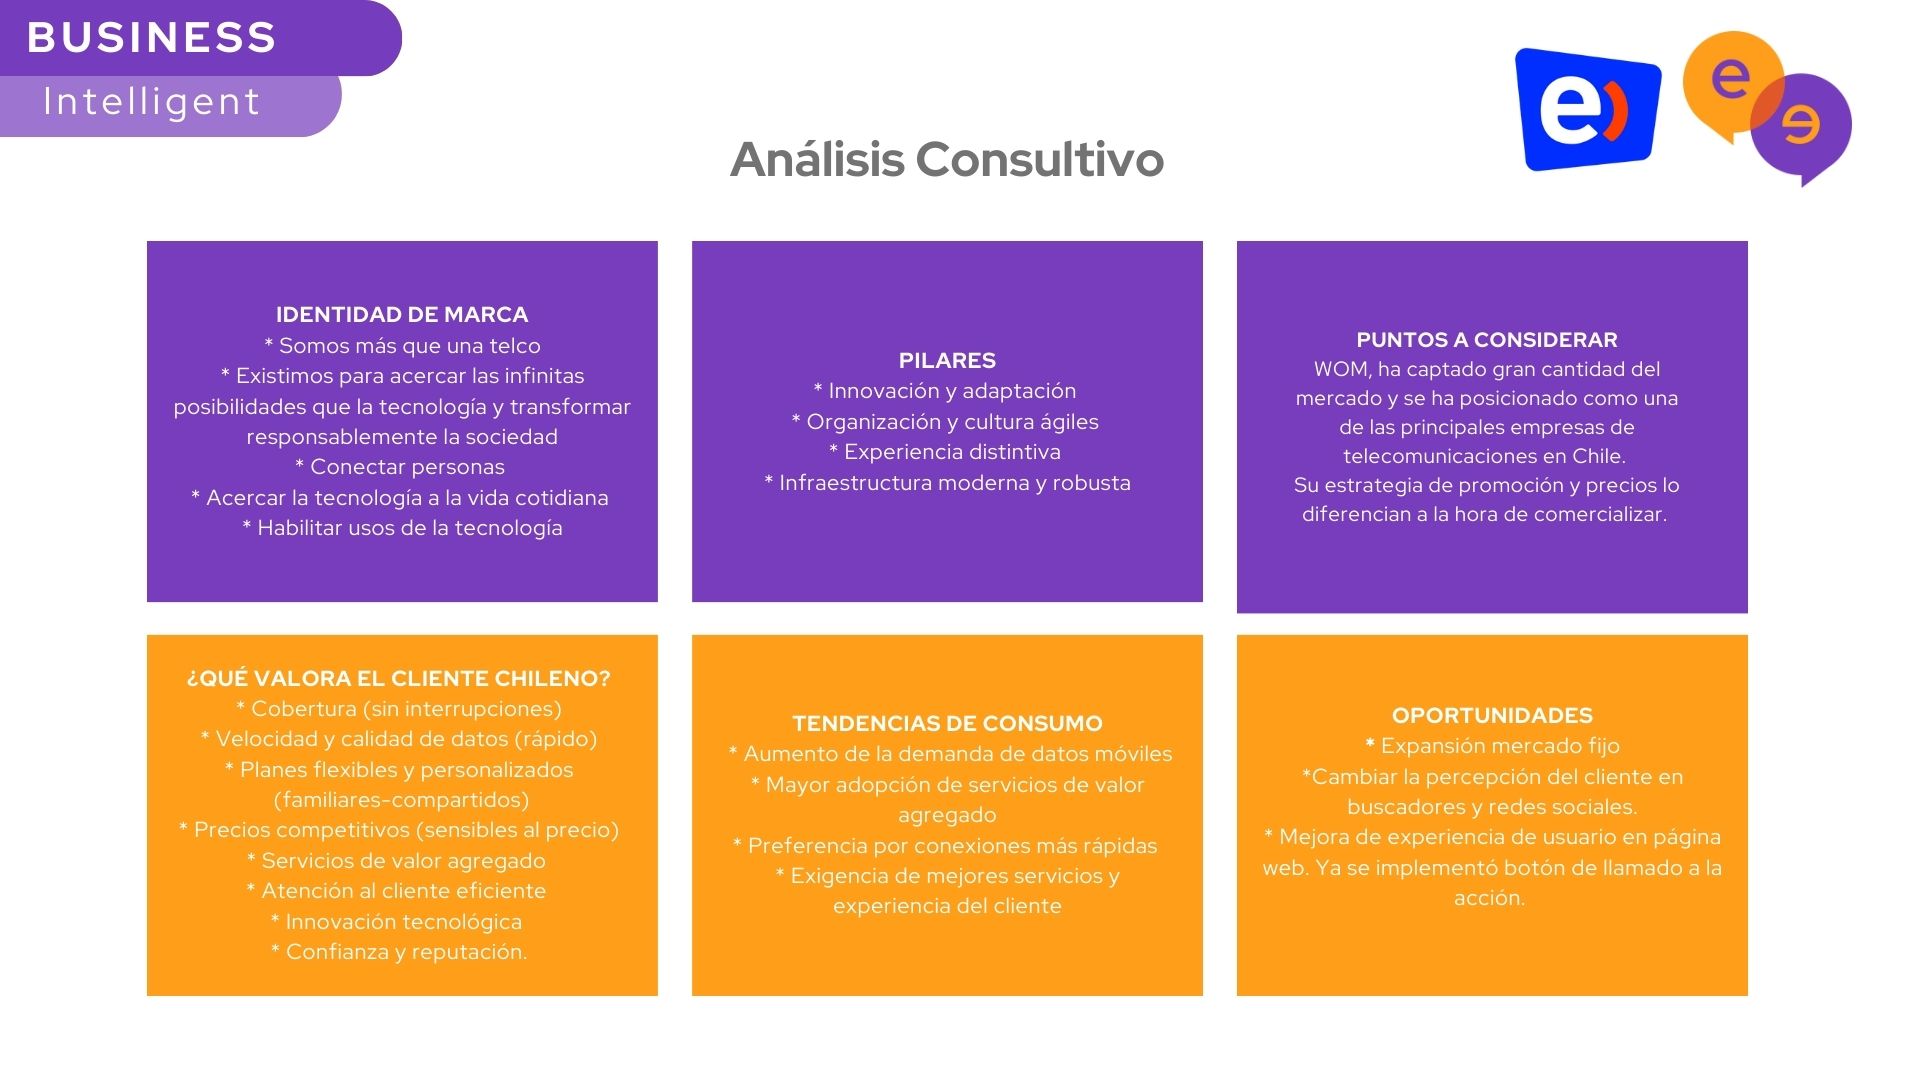 BUSINESS
Intelligent
e)
e
e
Análisis Consultivo
IDENTIDAD DE MARCA
* Somos más que una telco
* Existimos para acercar las infinitas
posibilidades que la tecnología y transformar
responsablemente la sociedad
* Conectar personas
* Acercar la tecnología a la vida cotidiana
* Habilitar usos de la tecnología
PILARES
* Innovación y adaptación
* Organización y cultura ágiles
* Experiencia distintiva
* Infraestructura moderna y robusta
PUNTOS A CONSIDERAR
WOM, ha captado gran cantidad del
mercado y se ha posicionado como una
de las principales empresas de
telecomunicaciones en Chile.
Su estrategia de promoción y precios lo
diferencian a la hora de comercializar.
¿QUÉ VALORA EL CLIENTE CHILENO?
* Cobertura (sin interrupciones)
* Velocidad y calidad de datos (rápido)
* Planes flexibles y personalizados
(familiares-compartidos)
* Precios competitivos (sensibles al precio)
* Servicios de valor agregado
* Atención al cliente eficiente
* Innovación tecnológica
* Confianza y reputación.
TENDENCIAS DE CONSUMO
* Aumento de la demanda de datos móviles
* Mayor adopción de servicios de valor
agregado
* Preferencia por conexiones más rápidas
* Exigencia de mejores servicios y
experiencia del cliente
OPORTUNIDADES
* Expansión mercado fijo
*Cambiar la percepción del cliente en
buscadores y redes sociales.
* Mejora de experiencia de usuario en página
web. Ya se implementó botón de llamado a la
acción.